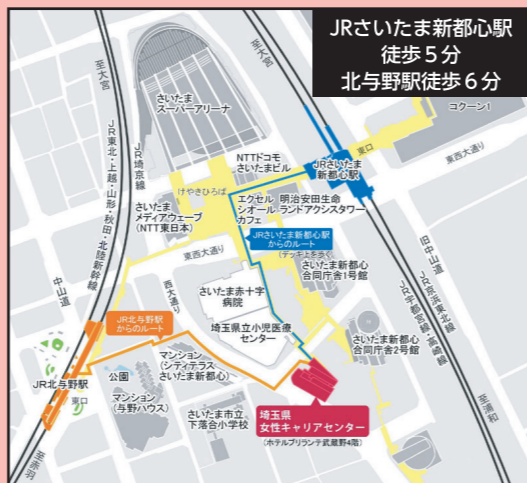 JRさいたま新都心駅
徒歩5分
北与野駅徒歩6分
至大宮
至大宮
JR東北・上越・山形・秋田・北陸新幹線
JR埼京線
さいたま
スーパーアリーナ
コクーン1
NTTドコモ
さいたまビル
東口
JRさいたま
新都心駅
東西大通り
けやきひろば
さいたま
メディアウェーブ
(NTT東日本)
エクセル
シオール
カフェ
明治安田生命
ランドアクシスタワー
JRさいたま新都心駅
からのルート
(デッキ上を歩く)
中山道
西大通り
東西大通り
さいたま新都心
合同庁舎1号館
旧中山道
さいたま赤十字
病院
JR京浜東北線
JR宇都宮線・高崎線
JR北与野駅
からのルート
埼玉県立小児医療
センター
さいたま新都心
合同庁舎2号館
マンション
(シティテラス
さいたま新都心)
JR北与野駅
公園
東口
マンション
(与野ハウス)
さいたま市立
下落合小学校
埼玉県
女性キャリアセンター
(ホテルブリランテ武蔵野4階)
至浦和
至赤羽